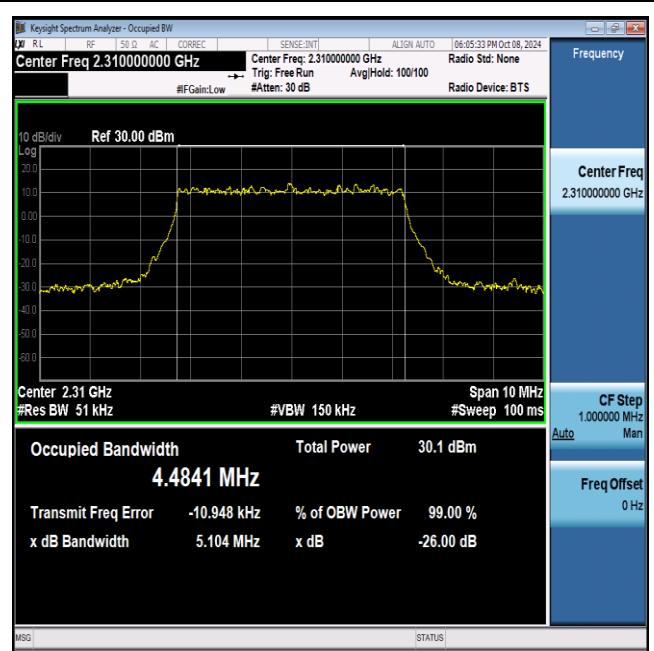 Keysight Spectrum Analyzer - Occupied BW
RL RF 50 Ω AC CORREC SENSE:INT ALIGN AUTO 06:05:33 PM Oct 08, 2024
Center Freq 2.310000000 GHz
Center Freq: 2.310000000 GHz Radio Std: None
Trig: Free Run Avg|Hold: 100/100
#IFGain:Low #Atten: 30 dB Radio Device: BTS
Frequency
10 dB/div Ref 30.00 dBm
Log
20.0
10.0
0.00
-10.0
-20.0
-30.0
-40.0
-50.0
-60.0
Center Freq
2.310000000 GHz
Center 2.31 GHz Span 10 MHz
#Res BW 51 kHz #VBW 150 kHz #Sweep 100 ms
CF Step
1.000000 MHz
Auto Man
Occupied Bandwidth Total Power 30.1 dBm
4.4841 MHz
Transmit Freq Error -10.948 kHz % of OBW Power 99.00 %
x dB Bandwidth 5.104 MHz x dB -26.00 dB
Freq Offset
0 Hz
MSG STATUS